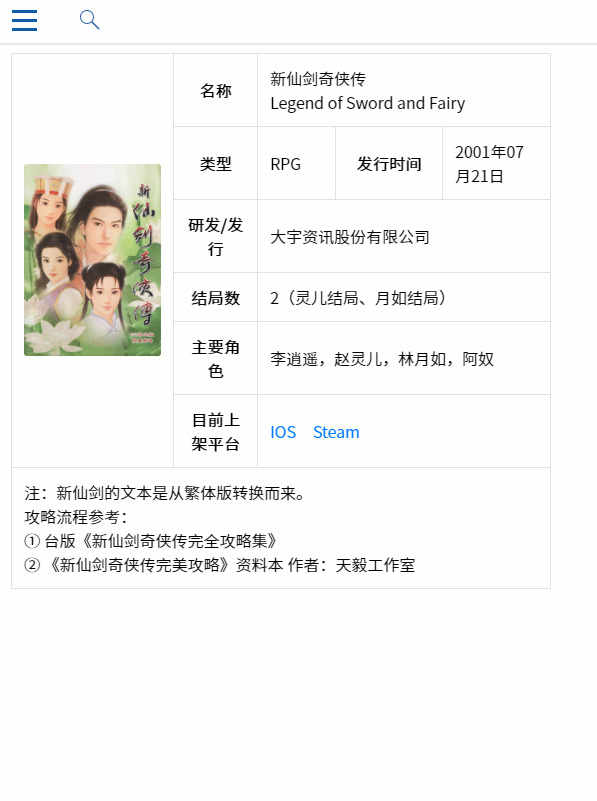 新仙剑奇侠传
名称
新仙剑奇侠传
Legend of Sword and Fairy
类型
RPG
发行时间
2001年07
月21日
研发/发
行
大宇资讯股份有限公司
结局数
2（灵儿结局、月如结局）
主要角
色
李逍遥，赵灵儿，林月如，阿奴
目前上
架平台
IOS Steam
注：新仙剑的文本是从繁体版转换而来。
攻略流程参考：
① 台版《新仙剑奇侠传完全攻略集》
② 《新仙剑奇侠传完美攻略》资料本 作者：天毅工作室